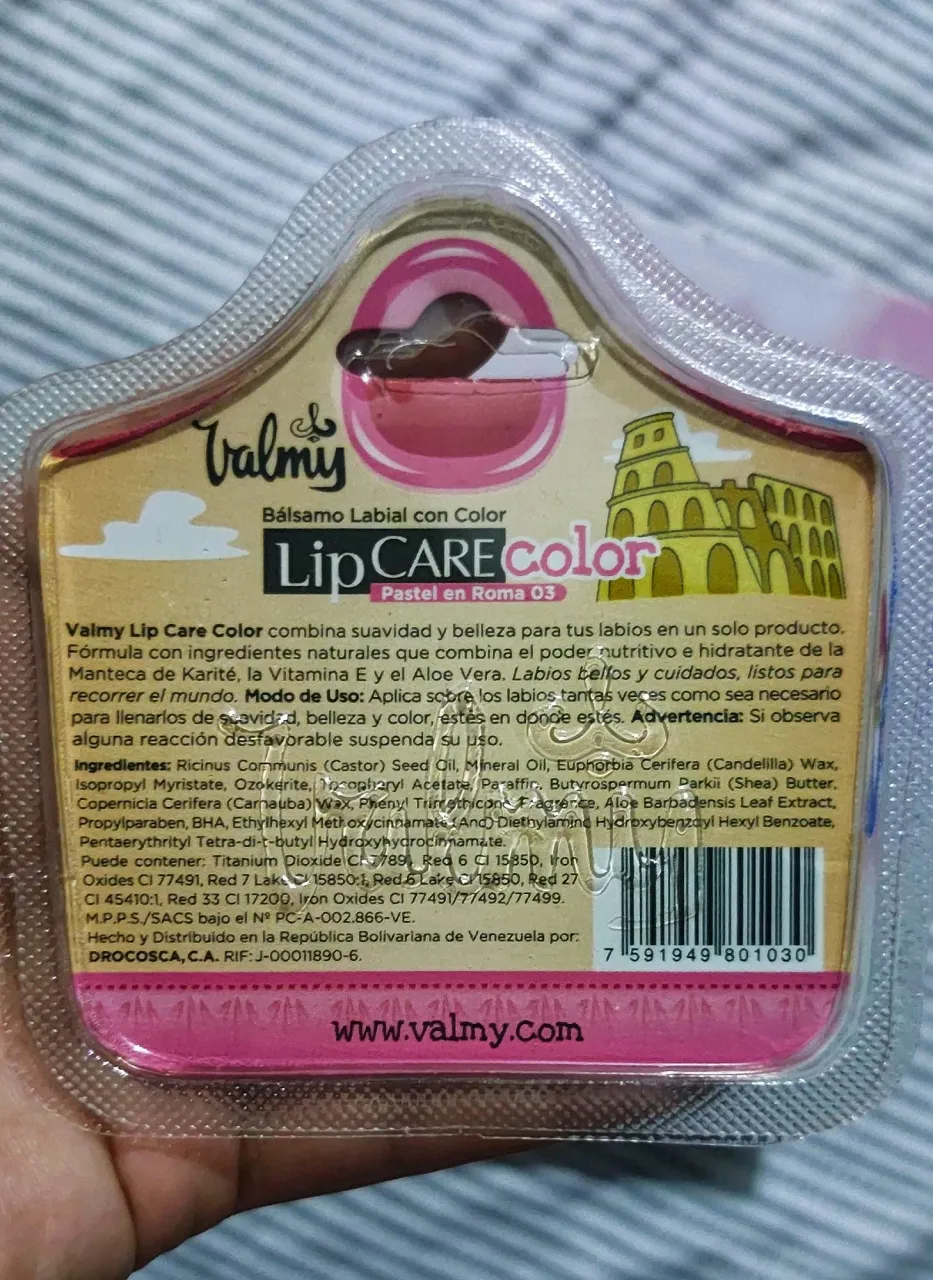 Valmy
Bálsamo Labial con Color
Lip CARE color
Pastel en Roma 03
Valmy Lip Care Color combina suavidad y belleza para tus labios en un solo producto.
Fórmula con ingredientes naturales que combina el poder nutritivo e hidratante de la
Manteca de Karité, la Vitamina E y el Aloe Vera. Labios bellos y cuidados, listos para
recorrer el mundo. Modo de Uso: Aplica sobre los labios tantas veces como sea necesario
para llenarlos de suavidad, belleza y color, estés en donde estés. Advertencia: Si observa
alguna reacción desfavorable suspenda su uso.
Ingredientes: Ricinus Communis (Castor) Seed Oil, Mineral Oil, Euphorbia Cerifera (Candelilla) Wax,
Isopropyl Myristate, Ozokerite, Tocopheryl Acetate, Paraffin, Butyrospermum Parkii (Shea) Butter,
Copernicia Cerifera (Carnauba) Wax, Phenyl Trimethicone, Fragrance, Aloe Barbadensis Leaf Extract,
Propylparaben, BHA, Ethylhexyl Methoxycinnamate (And) Diethylamino Hydroxybenzoyl Hexyl Benzoate,
Pentaerythrityl Tetra-di-t-butyl Hydroxyhydrocinnamate.
Puede contener: Titanium Dioxide CI 77891, Red 6 CI 15850, Iron
Oxides CI 77491, Red 7 Lake CI 15850:1, Red 6 Lake CI 15850, Red 27
CI 45410:1, Red 33 CI 17200, Iron Oxides CI 77491/77492/77499.
M.P.P.S./SACS bajo el Nº PC-A-002.866-VE.
Hecho y Distribuido en la República Bolivariana de Venezuela por:
DROCOSCA, C.A. RIF: J-00011890-6.
7 591949 801030
www.valmy.com
Valmy